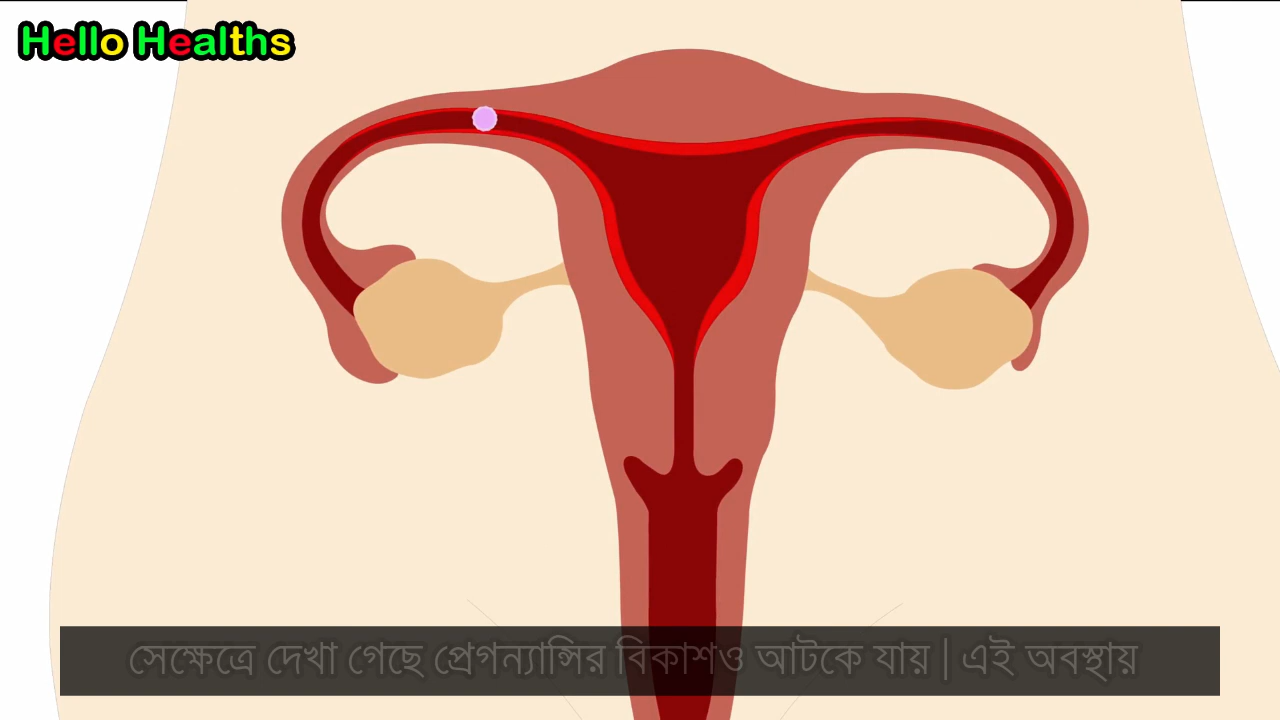 Hello Healths
সেক্ষেত্রে দেখা গেছে প্রেগন্যান্সির বিকাশও আটকে যায় | এই অবস্থায়